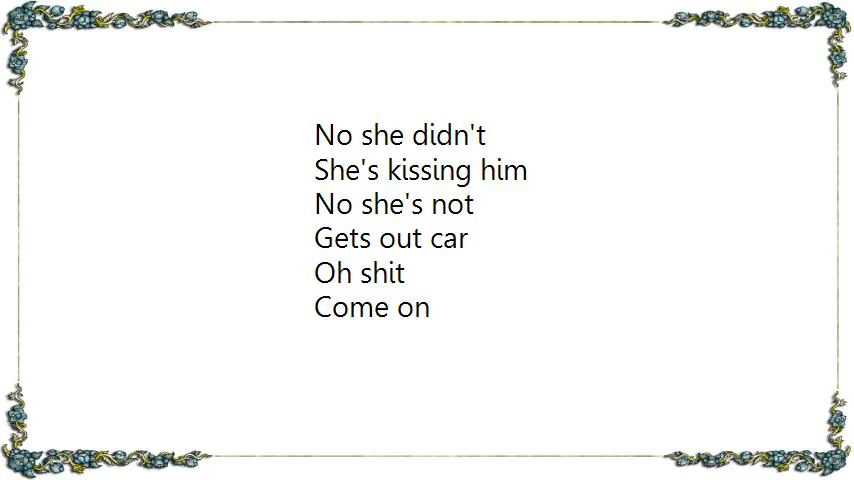 No she didn't
She's kissing him
No she's not
Gets out car
Oh shit
Come on